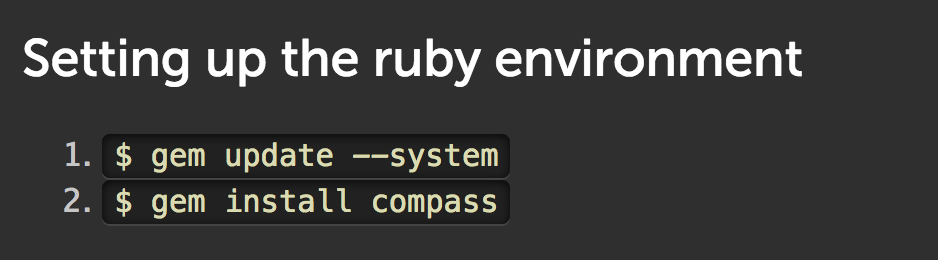 Setting up the ruby environment
1. $ gem update --system
2. $ gem install compass